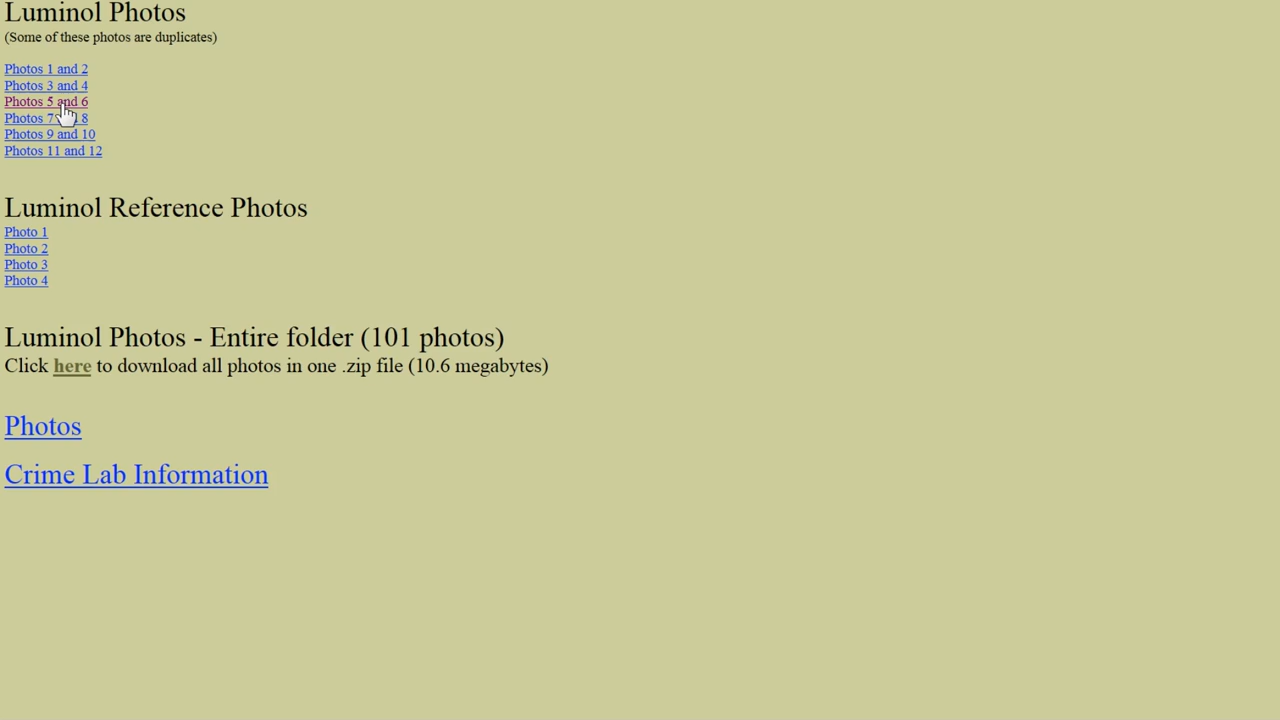 Luminol Photos
(Some of these photos are duplicates)
Photos 1 and 2
Photos 3 and 4
Photos 5 and 6
Photos 7 8
Photos 9 and 10
Photos 11 and 12
Luminol Reference Photos
Photo 1
Photo 2
Photo 3
Photo 4
Luminol Photos - Entire folder (101 photos)
Click here to download all photos in one .zip file (10.6 megabytes)
Photos
Crime Lab Information